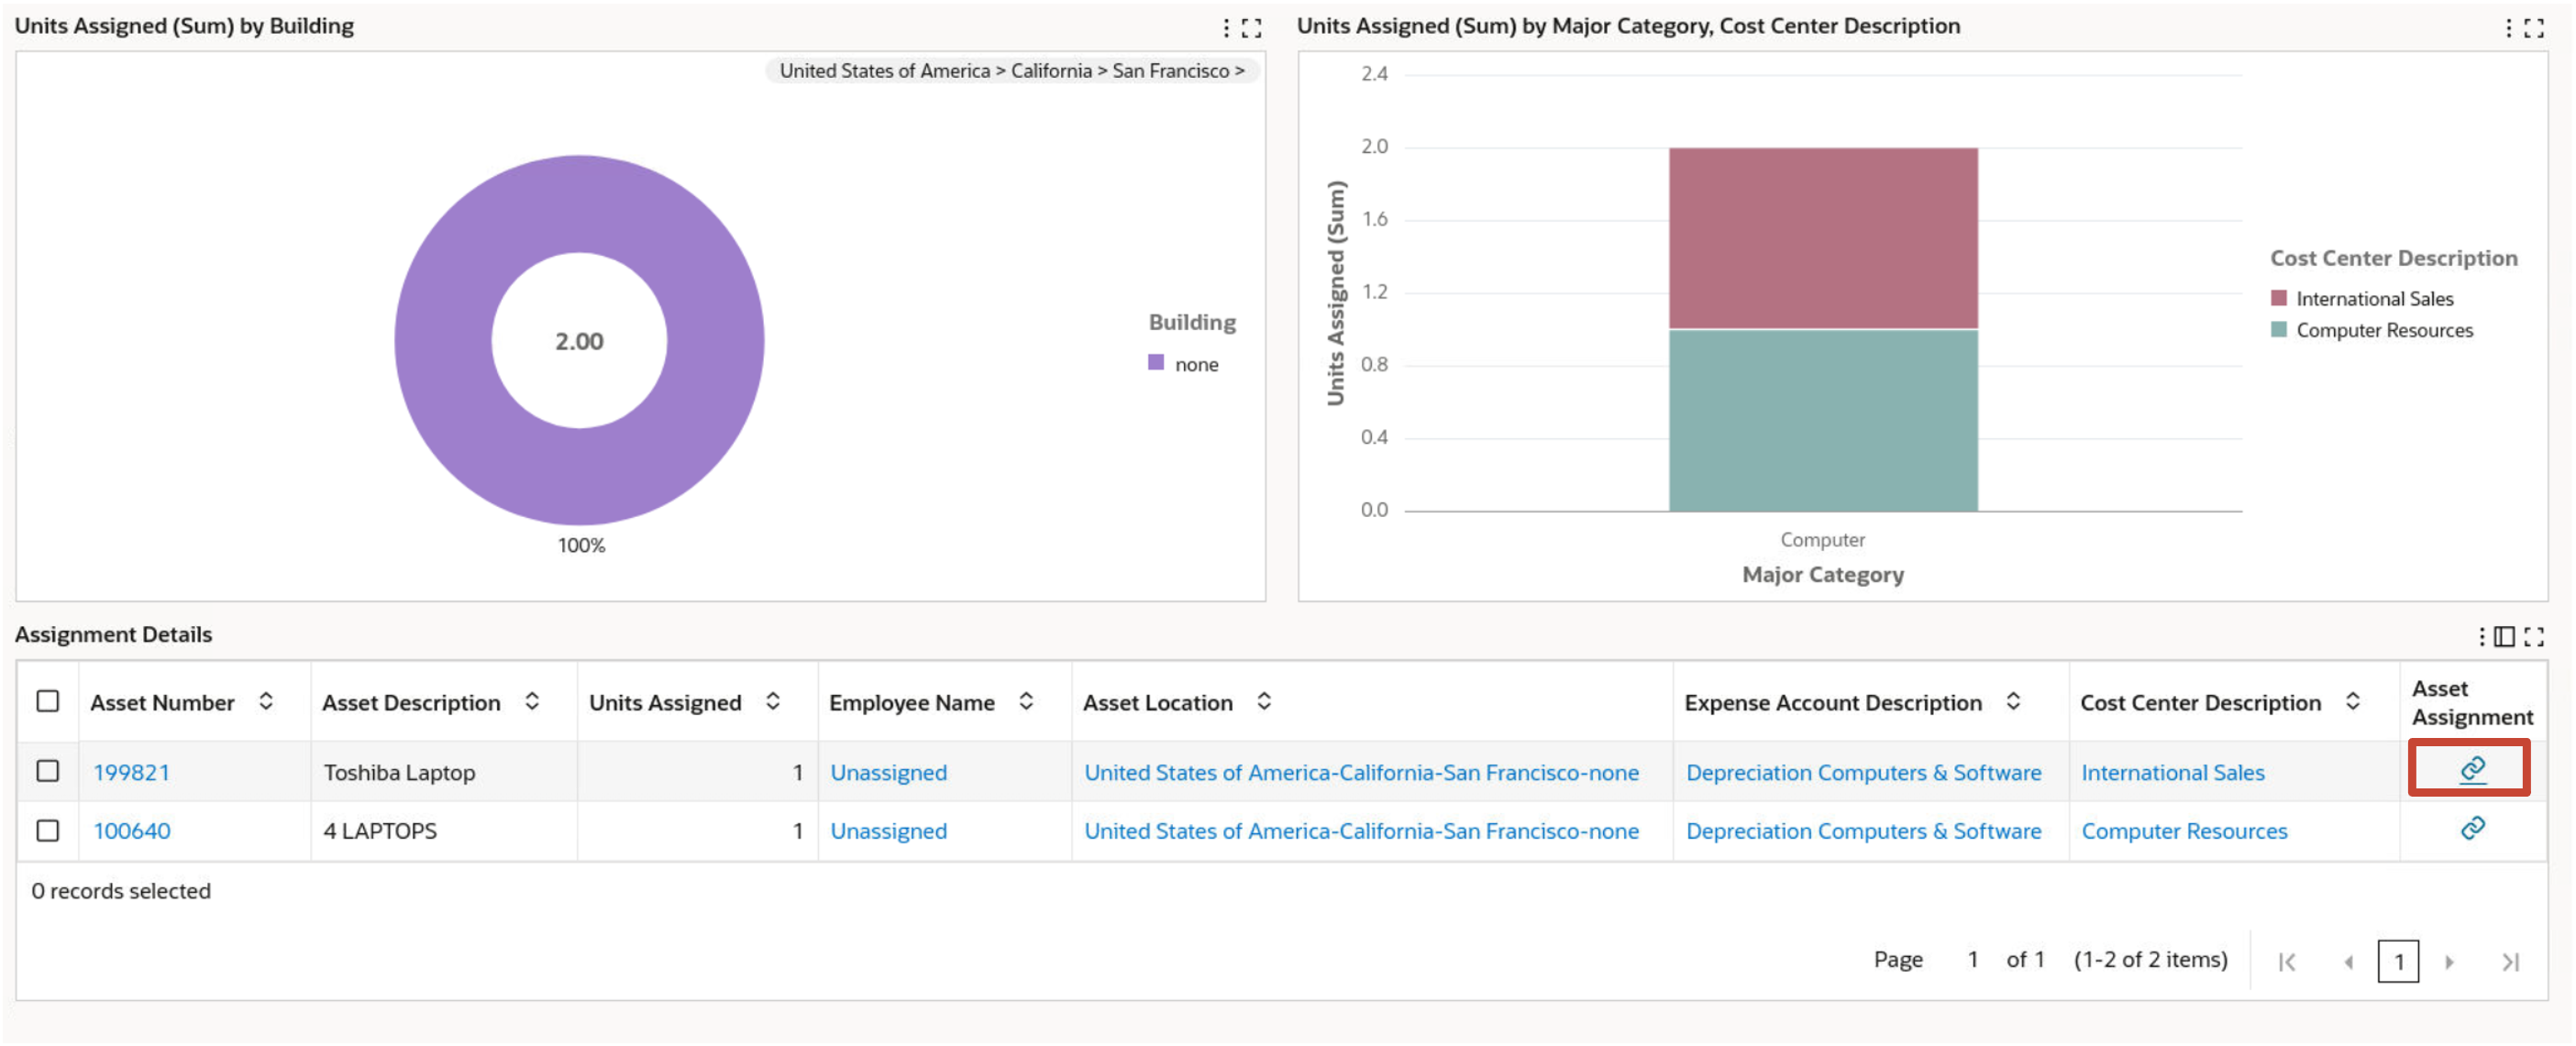 Units Assigned (Sum) by Building
United States of America > California > San Francisco >
2.00
100%
Building
none
Units Assigned (Sum) by Major Category, Cost Center Description
2.4
2.0
1.6
1.2
0.8
0.4
0.0
Units Assigned (Sum)
Computer
Major Category
Cost Center Description
International Sales
Computer Resources
Assignment Details
Asset Number Asset Description Units Assigned Employee Name Asset Location Expense Account Description Cost Center Description Asset Assignment
199821 Toshiba Laptop 1 Unassigned United States of America-California-San Francisco-none Depreciation Computers & Software International Sales
100640 4 LAPTOPS 1 Unassigned United States of America-California-San Francisco-none Depreciation Computers & Software Computer Resources
0 records selected
Page 1 of 1 (1-2 of 2 items) 1